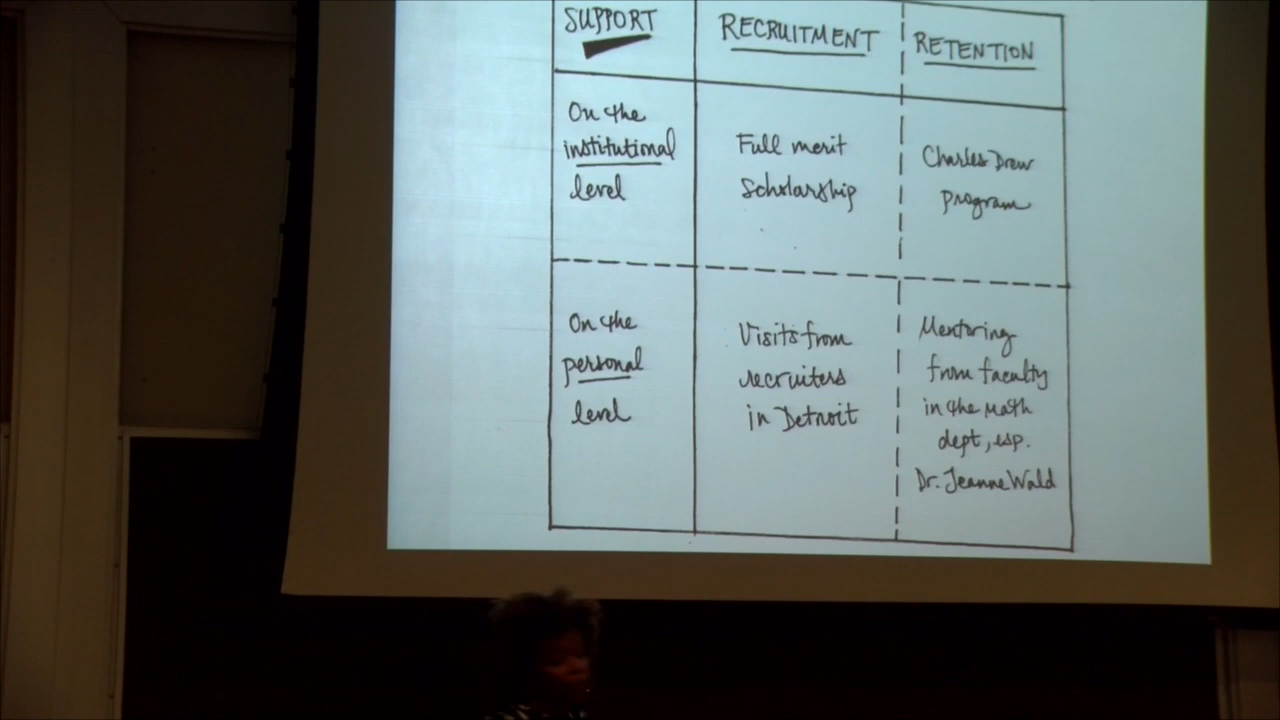 SUPPORT
RECRUITMENT
RETENTION
On the
institutional
level
Full merit
Scholarship
Charles Drew
program
On the
personal
level
Visits from
recruiters
in Detroit
Mentoring
from faculty
in the math
dept, esp.
Dr. Jeanne Wald